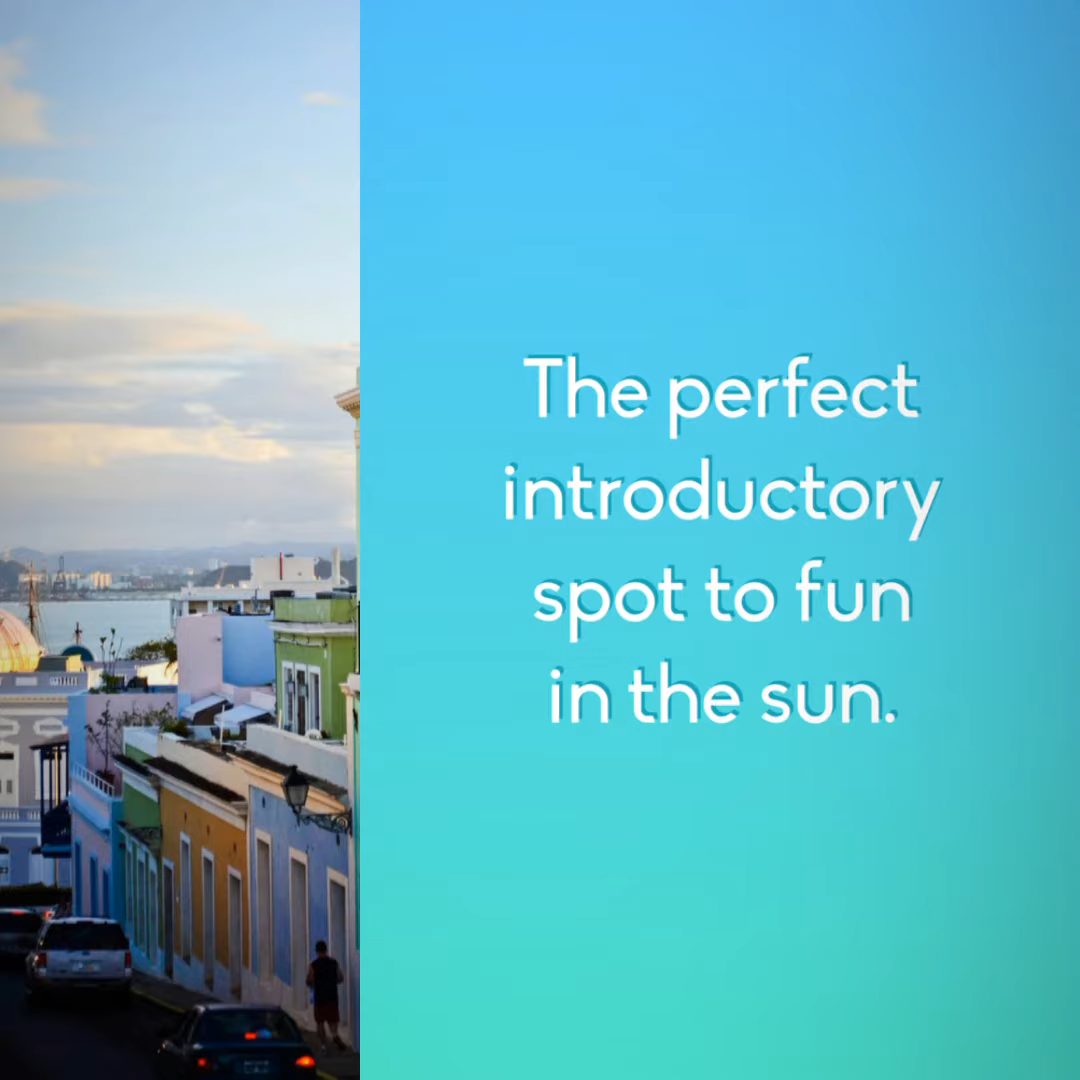 The perfect
introductory
spot to fun
in the sun.